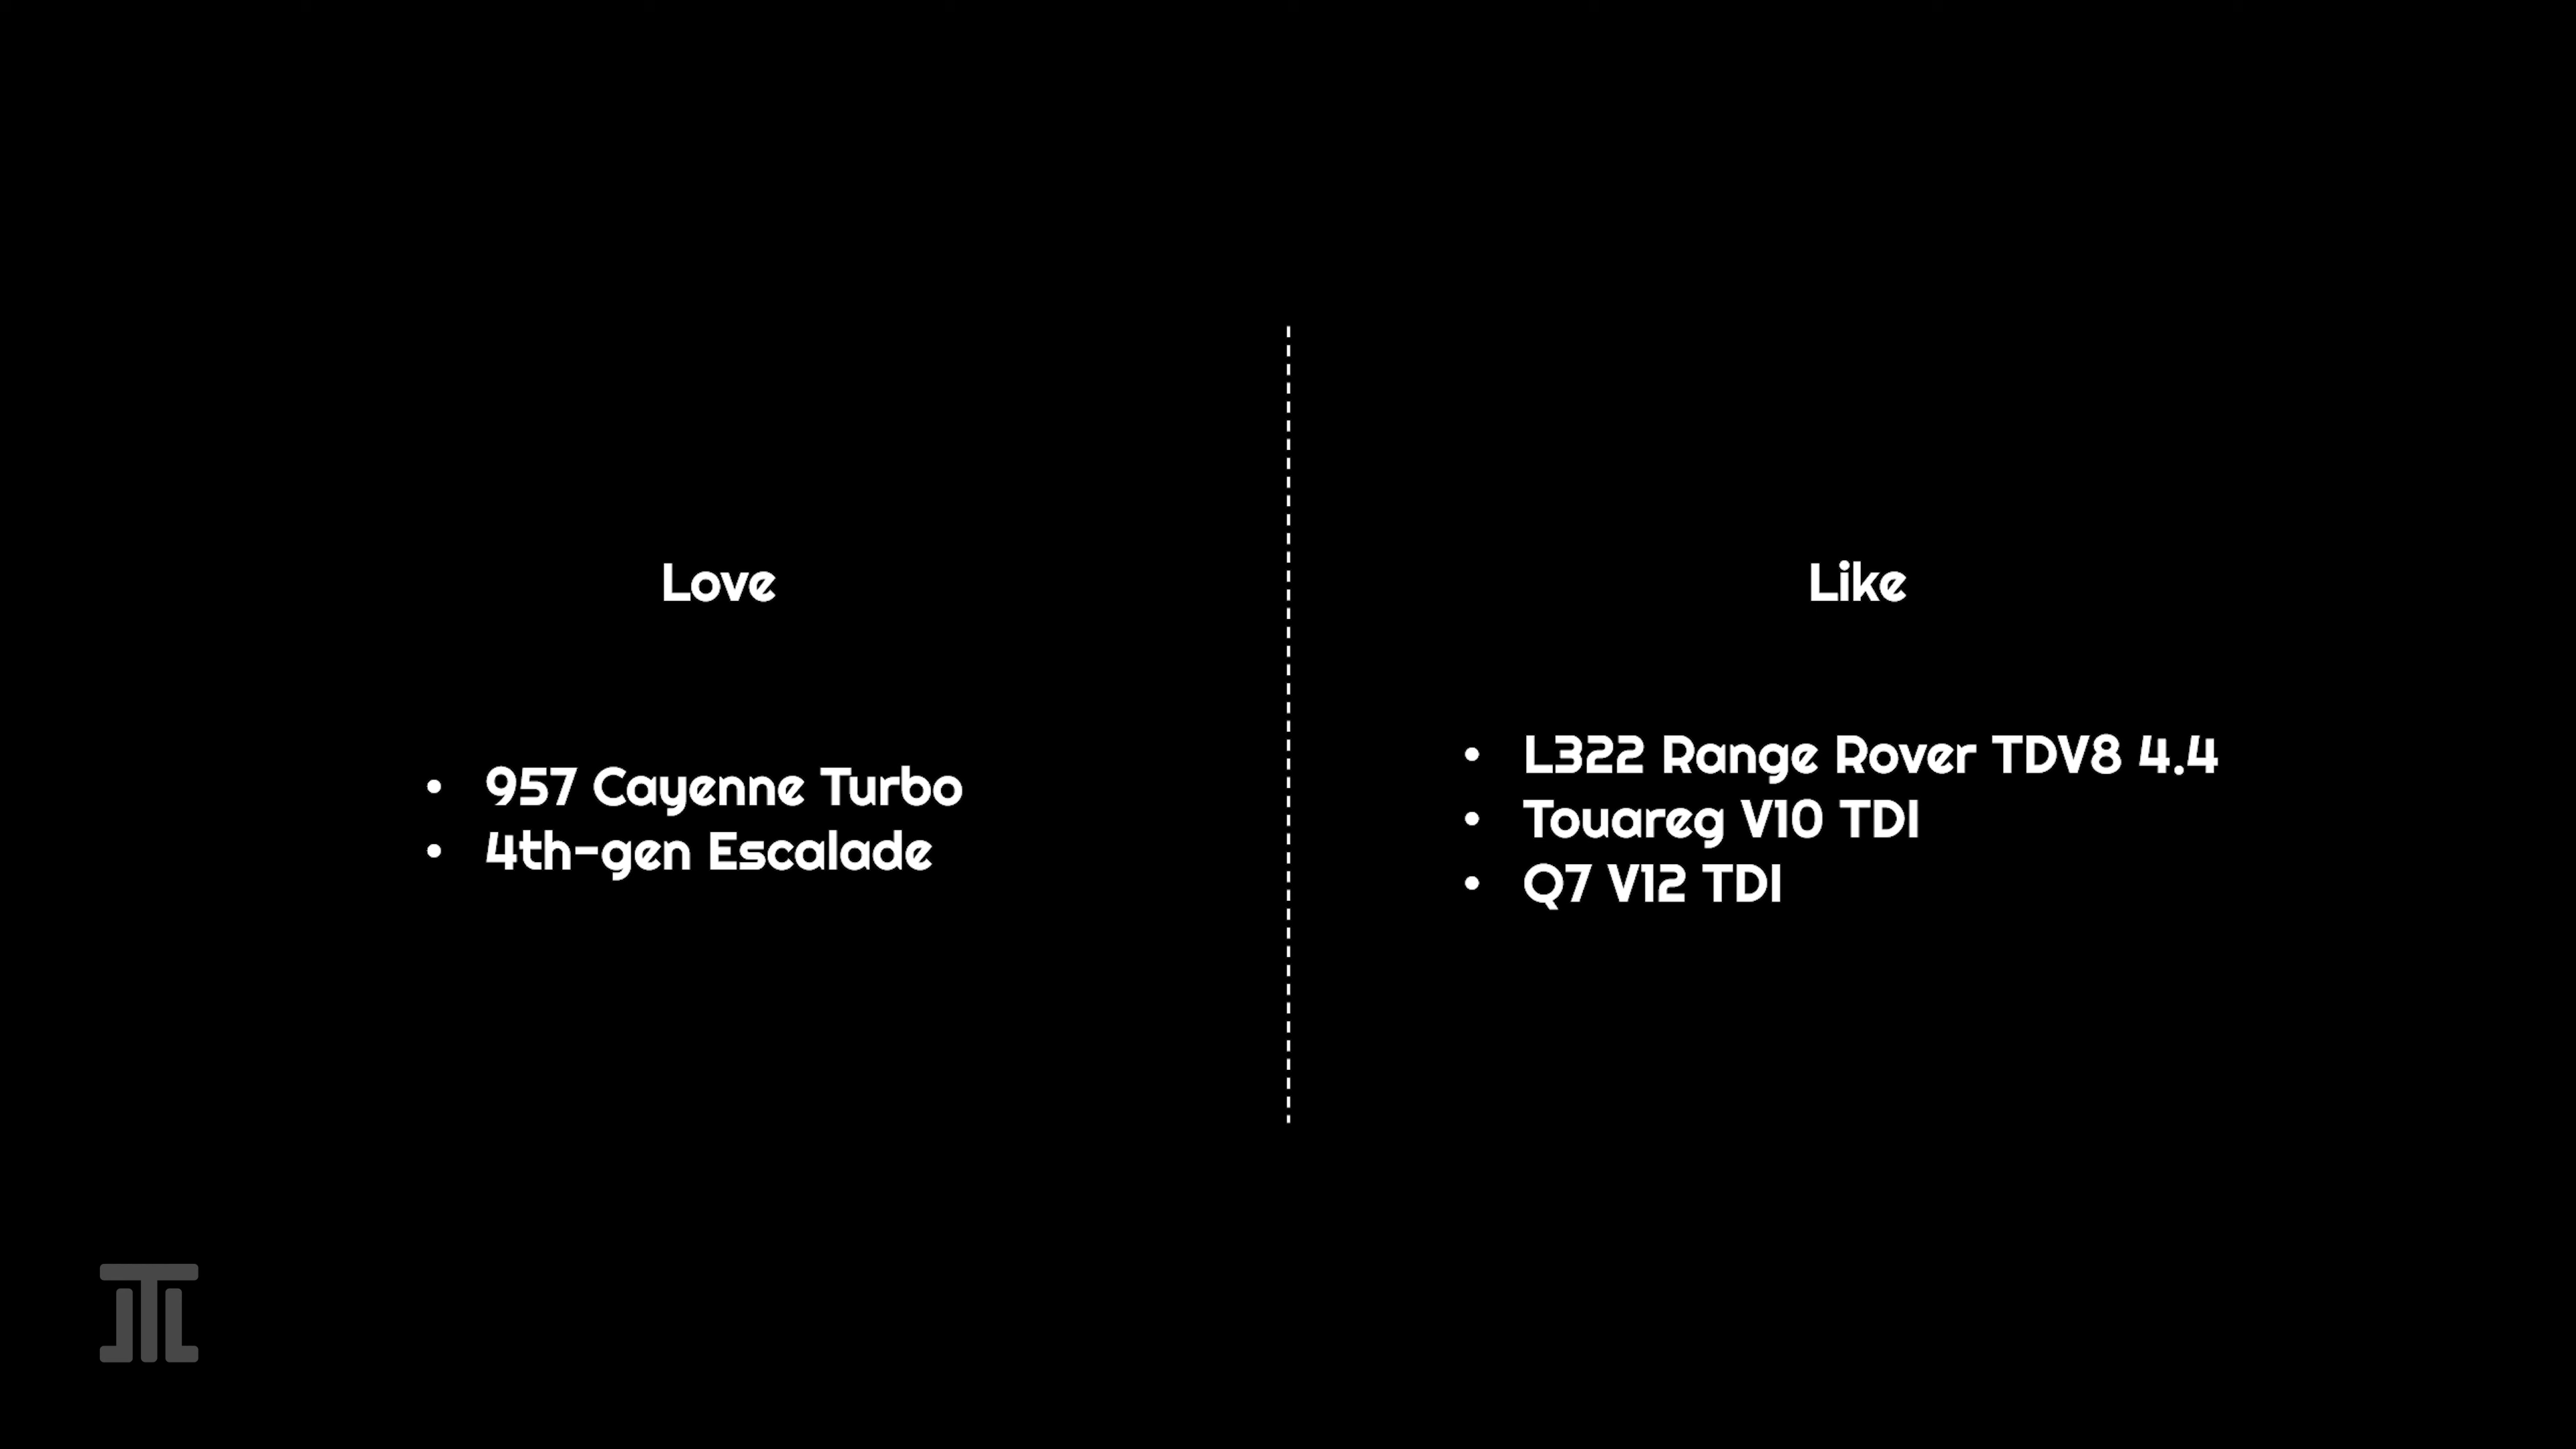 Love
• 957 Cayenne Turbo
• 4th-gen Escalade
Like
• L322 Range Rover TDV8 4.4
• Touareg V10 TDI
• Q7 V12 TDI